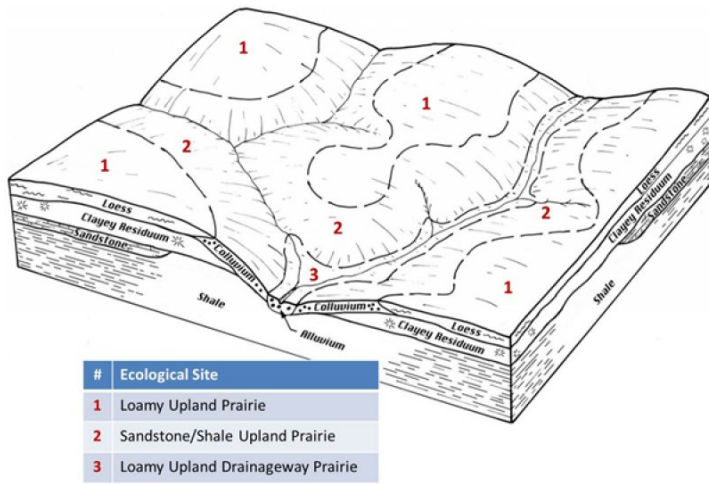 1
1
2
1
2
2
3
1
Loess
Clayey Residuum
Sandstone
Colluvium
Shale
Alluvium
Colluvium
Clayey Residuum
Loess
Loess
Clayey Residuum
Sandstone
Shale
# Ecological Site
1 Loamy Upland Prairie
2 Sandstone/Shale Upland Prairie
3 Loamy Upland Drainageway Prairie